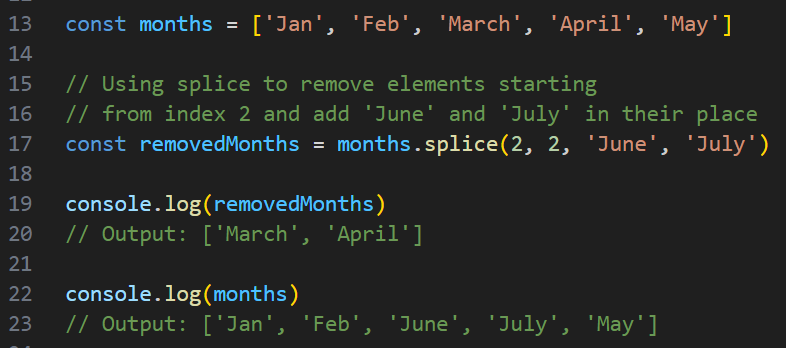 13 const months = ['Jan', 'Feb', 'March', 'April', 'May']
14
15 // Using splice to remove elements starting
16 // from index 2 and add 'June' and 'July' in their place
17 const removedMonths = months.splice(2, 2, 'June', 'July')
18
19 console.log(removedMonths)
20 // Output: ['March', 'April']
21
22 console.log(months)
23 // Output: ['Jan', 'Feb', 'June', 'July', 'May']